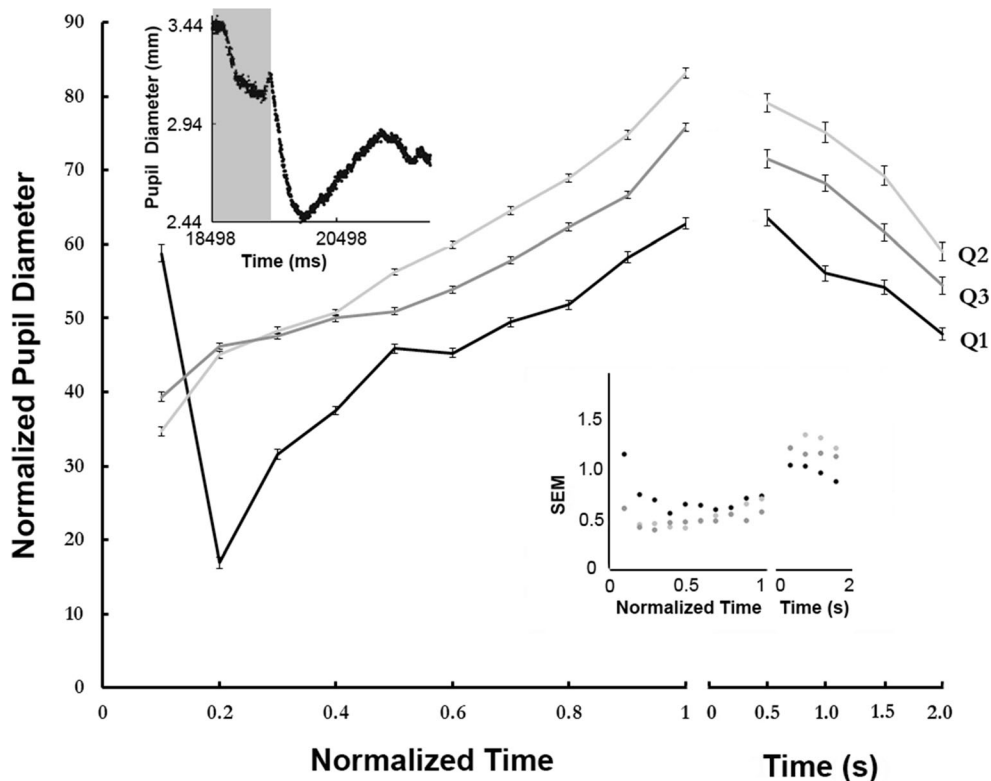 Normalized Pupil Diameter
90
80
70
60
50
40
30
20
10
0
Pupil Diameter (mm)
3.44
2.94
2.44
18498 20498
Time (ms)
Q2
Q3
Q1
SEM
1.5
1.0
0.5
0
0 0.5 1 0 2
Normalized Time Time (s)
0 0.2 0.4 0.6 0.8 1 0 0.5 1.0 1.5 2.0
Normalized Time Time (s)